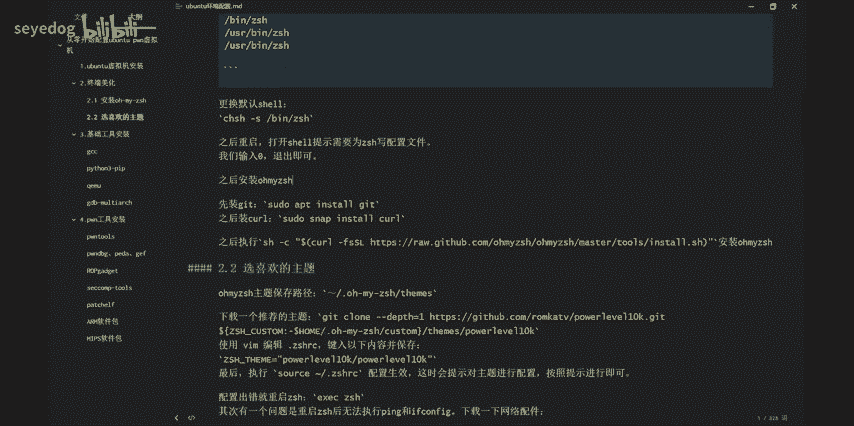 ubuntu环境配置.md
seyedog bilibili
文件 大纲
从零开始配置ubuntu pwn虚拟
机
1.ubuntu虚拟机安装
2.终端美化
2.1 安装oh-my-zsh
2.2 选喜欢的主题
3.基础工具安装
gcc
python3-pip
qemu
gdb-multiarch
4.pwn工具安装
pwntools
pwndbg、peda、gef
ROPgadget
seccomp-tools
patchelf
ARM软件包
MIPS软件包
/bin/zsh
/usr/bin/zsh
/usr/bin/zsh
```
更换默认shell:
`chsh -s /bin/zsh`
之后重启，打开shell提示需要为zsh写配置文件。
我们输入0，退出即可。
之后安装ohmyzsh
先装git：`sudo apt install git`
之后装curl：`sudo snap install curl`
之后执行`sh -c "$(curl -fsSL https://raw.github.com/ohmyzsh/ohmyzsh/master/tools/install.sh)"`安装ohmyzsh
#### 2.2 选喜欢的主题
ohmyzsh主题保存路径：`~/.oh-my-zsh/themes`
下载一个推荐的主题：`git clone --depth=1 https://github.com/romkatv/powerlevel10k.git
${ZSH_CUSTOM:-$HOME/.oh-my-zsh/custom}/themes/powerlevel10k`
使用 vim 编辑 .zshrc，键入以下内容并保存：
`ZSH_THEME="powerlevel10k/powerlevel10k"`
最后，执行 `source ~/.zshrc` 配置生效，这时会提示对主题进行配置，按照提示进行即可。
配置出错就重启zsh：`exec zsh`
其次有一个问题是重启zsh后无法执行ping和ifconfig。下载一下网络配件：